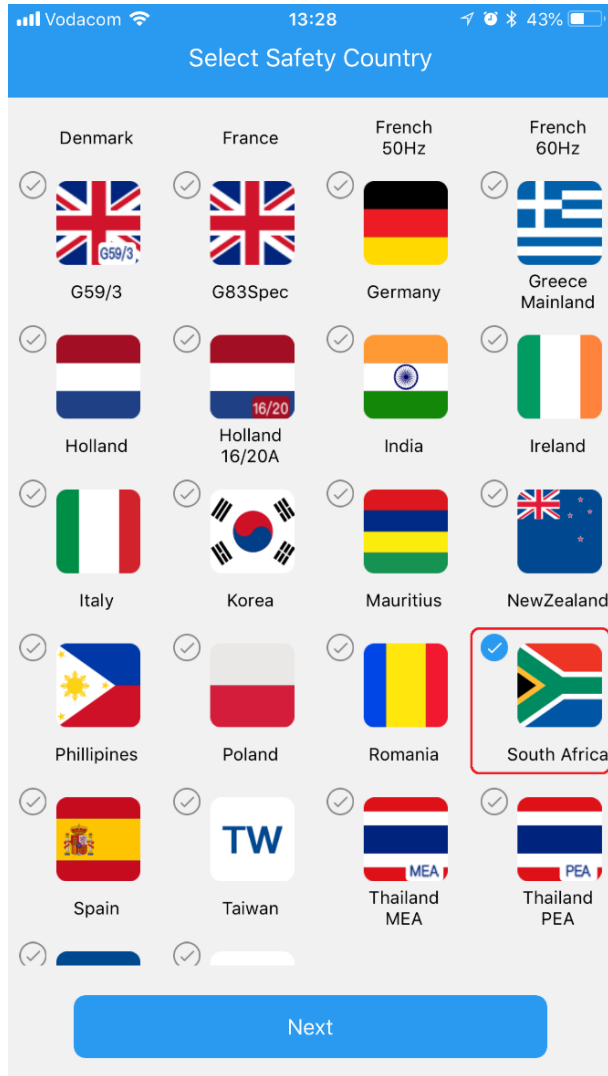 Vodacom 13:28 43%
Select Safety Country
Denmark France French 50Hz French 60Hz
G59/3
G59/3 G83Spec Germany Greece Mainland
16/20
Holland Holland 16/20A India Ireland
Italy Korea Mauritius NewZealand
Phillipines Poland Romania South Africa
TW MEA PEA
Spain Taiwan Thailand MEA Thailand PEA
Next